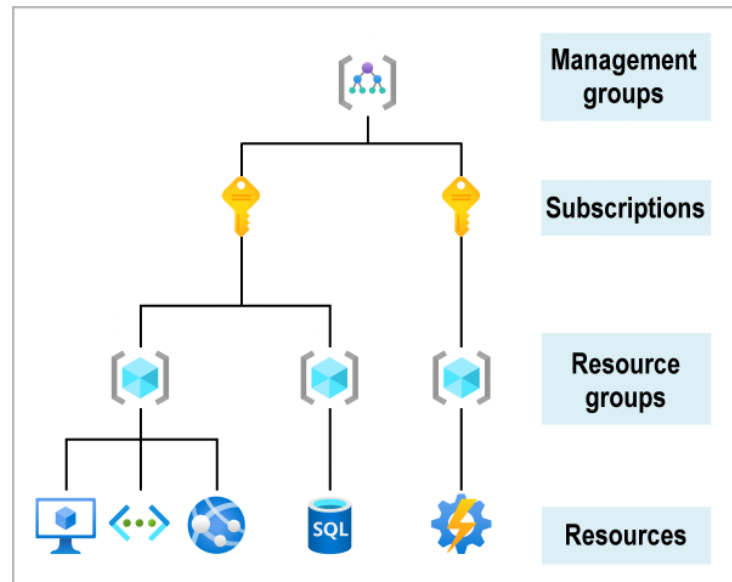 Management
groups
Subscriptions
Resource
groups
SQL
Resources